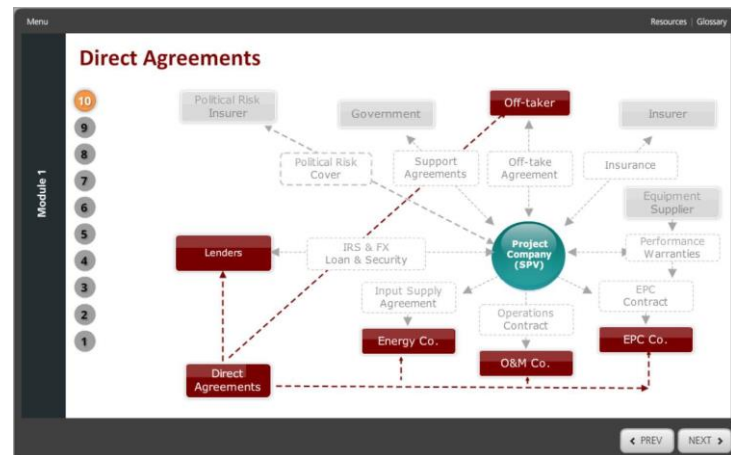 Menu
Resources | Glossary
Direct Agreements
Module 1
10
9
8
7
6
5
4
3
2
1
Political Risk
Insurer
Government
Off-taker
Insurer
Political Risk
Cover
Support
Agreements
Off-take
Agreement
Insurance
Equipment
Supplier
Lenders
IRS & FX
Loan & Security
Project
Company
(SPV)
Performance
Warranties
Input Supply
Agreement
Operations
Contract
EPC
Contract
Energy Co.
O&M Co.
EPC Co.
Direct
Agreements
PREV
NEXT